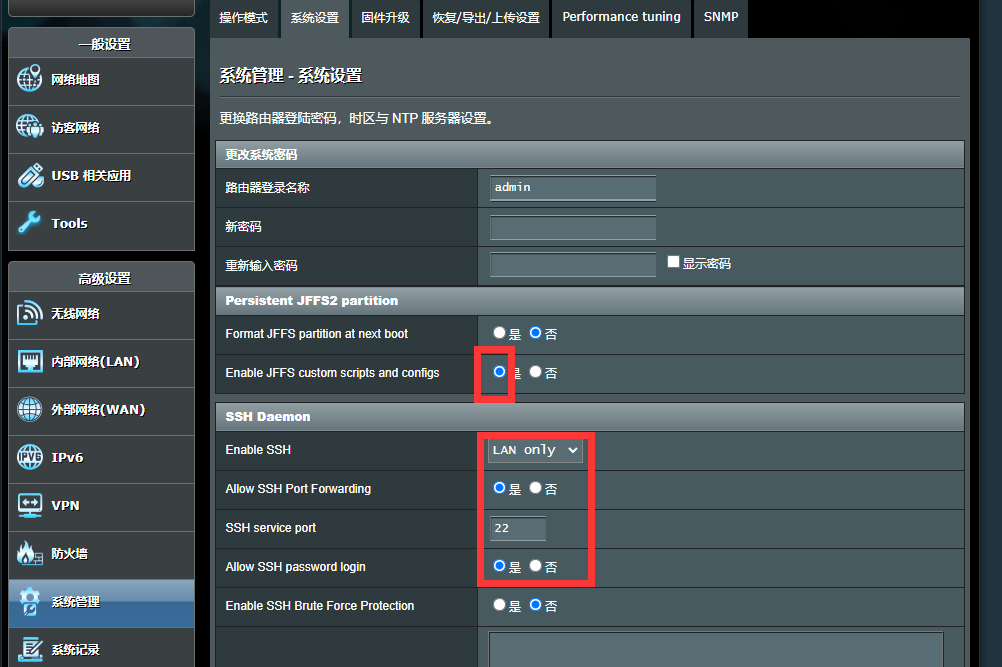 操作模式 系统设置 固件升级 恢复/导出/上传设置 Performance tuning SNMP
一般设置
网络地图
访客网络
USB 相关应用
Tools
高级设置
无线网络
内部网络(LAN)
外部网络(WAN)
IPv6
VPN
防火墙
系统管理
系统记录
系统管理 - 系统设置
更换路由器登陆密码，时区与 NTP 服务器设置。
更改系统密码
路由器登录名称 admin
新密码
重新输入密码 显示密码
Persistent JFFS2 partition
Format JFFS partition at next boot 是 否
Enable JFFS custom scripts and configs 是 否
SSH Daemon
Enable SSH LAN only
Allow SSH Port Forwarding 是 否
SSH service port 22
Allow SSH password login 是 否
Enable SSH Brute Force Protection 是 否